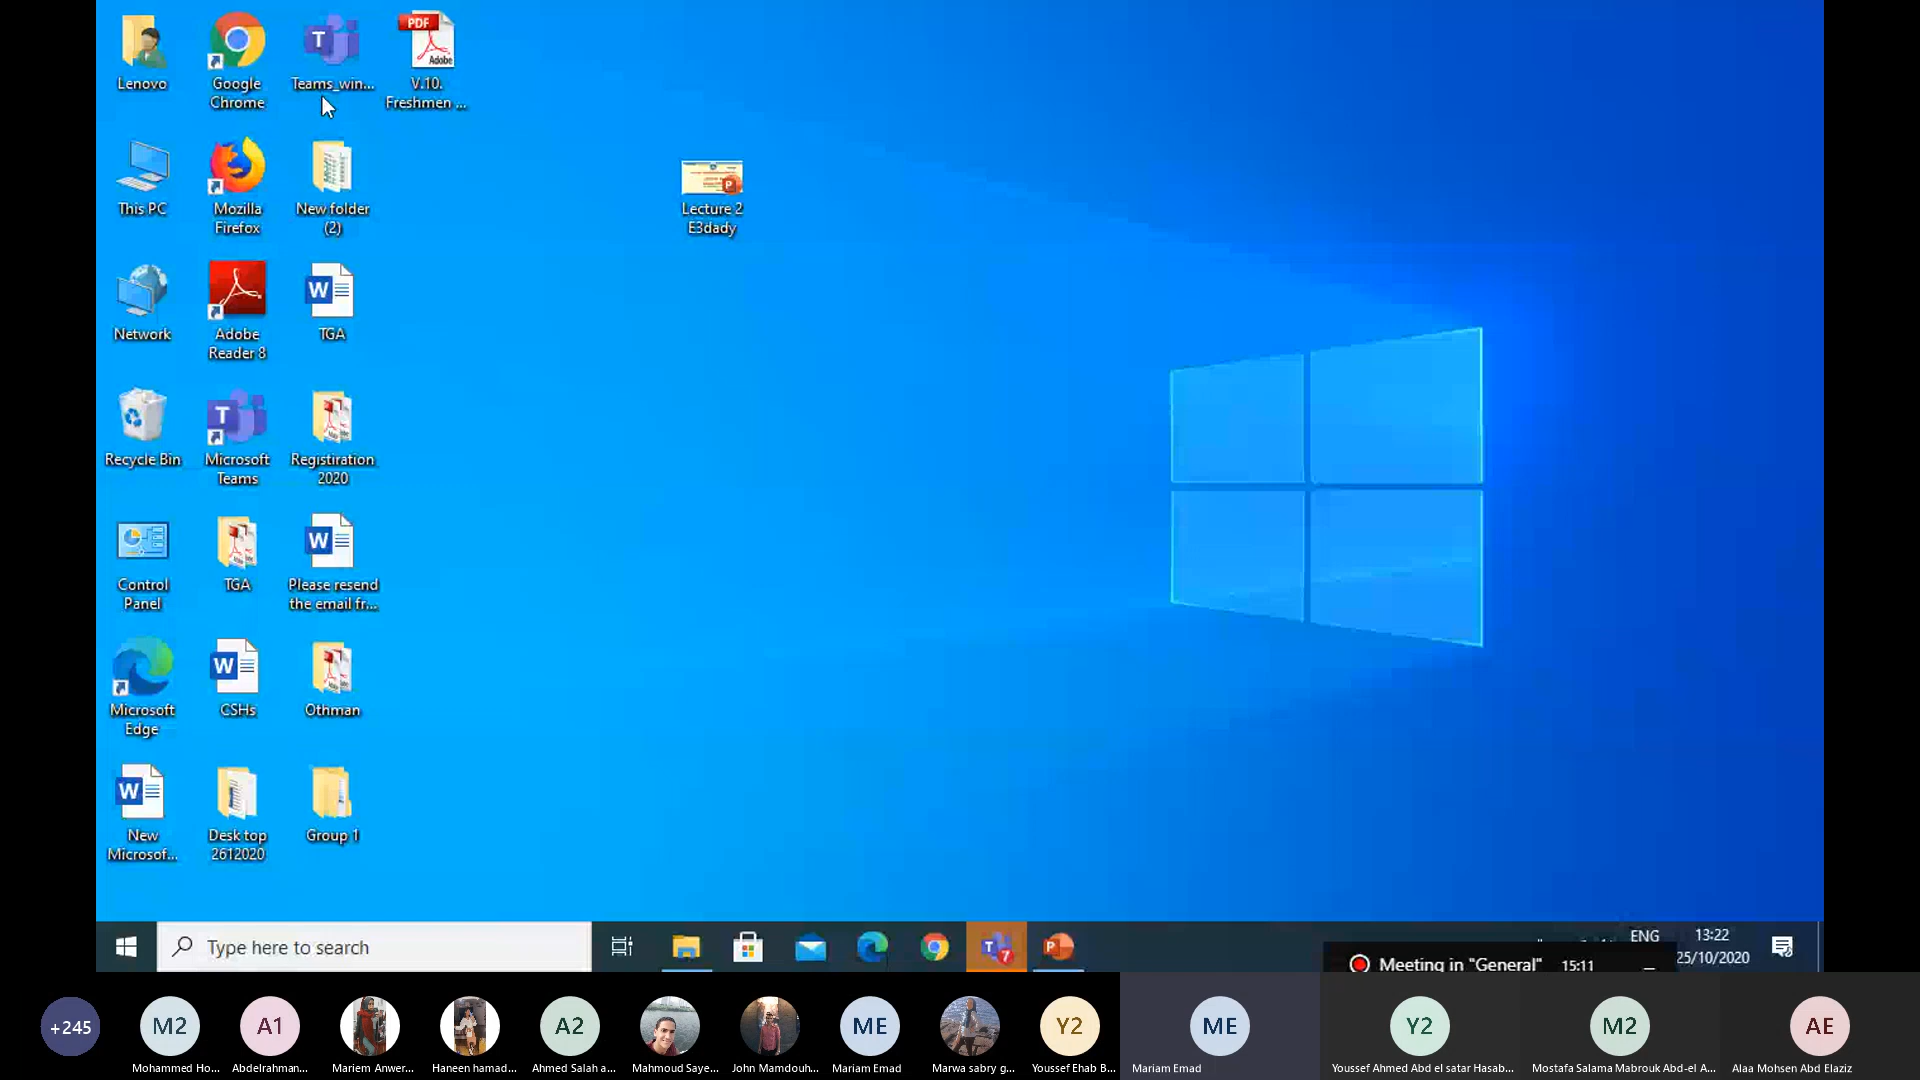 Lenovo
Google
Chrome
Teams_win...
PDF
Adobe
V.10.
Freshmen ...
This PC
Mozilla
Firefox
New folder
(2)
Lecture 2
E3dady
Network
Adobe
Reader 8
TGA
Recycle Bin
Microsoft
Teams
Registiration
2020
Control
Panel
TGA
Please resend
the email fr...
Microsoft
Edge
CSHs
Othman
New
Microsof...
Desk top
2612020
Group 1
Type here to search
7
ENG
13:22
25/10/2020
Meeting in "General"
15:11
+245
M2
A1
A2
ME
Y2
ME
Y2
M2
AE
Mohammed Ho...
Abdelrahman...
Mariem Anwer...
Haneen hamad...
Ahmed Salah a...
Mahmoud Saye...
John Mamdouh...
Mariam Emad
Marwa sabry g...
Youssef Ehab B...
Mariam Emad
Youssef Ahmed Abd el satar Hasab...
Mostafa Salama Mabrouk Abd-el A...
Alaa Mohsen Abd Elaziz